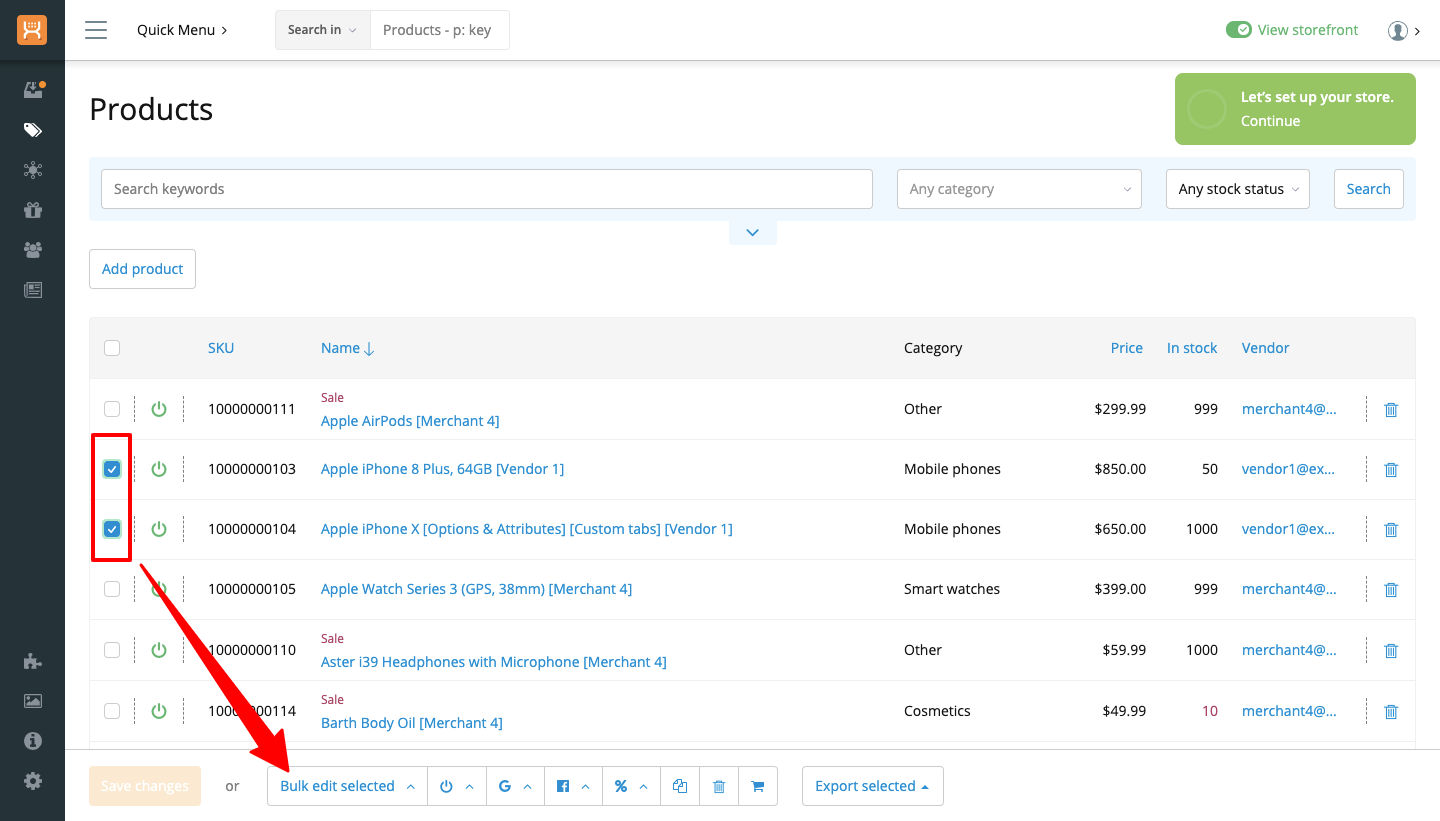 Quick Menu
Search in
Products - p: key
View storefront
Products
Let's set up your store.
Continue
Search keywords
Any category
Any stock status
Search
Add product
SKU Name Category Price In stock Vendor
Sale
10000000111 Apple AirPods [Merchant 4] Other $299.99 999 merchant4@...
10000000103 Apple iPhone 8 Plus, 64GB [Vendor 1] Mobile phones $850.00 50 vendor1@ex...
10000000104 Apple iPhone X [Options & Attributes] [Custom tabs] [Vendor 1] Mobile phones $650.00 1000 vendor1@ex...
10000000105 Apple Watch Series 3 (GPS, 38mm) [Merchant 4] Smart watches $399.00 999 merchant4@...
Sale
10000000110 Aster i39 Headphones with Microphone [Merchant 4] Other $59.99 1000 merchant4@...
Sale
Barth Body Oil [Merchant 4] Cosmetics $49.99 10 merchant4@...
Save changes or Bulk edit selected Export selected